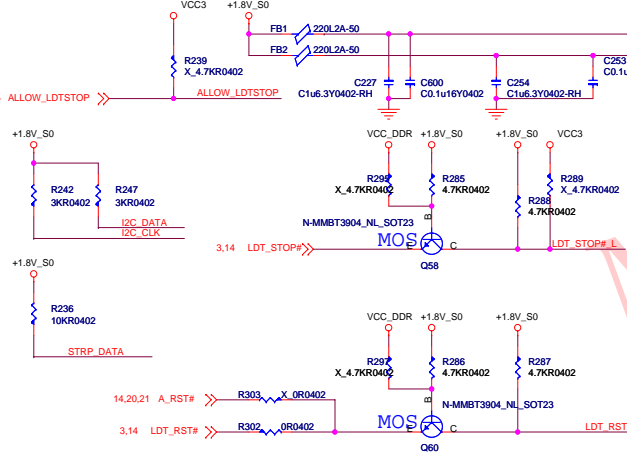 VCC3
+1.8V_S0
FB1 220L2A-50
FB2 220L2A-50
R239
X_4.7KR0402
C227
C1u6.3Y0402-RH
C600
C0.1u16Y0402
C254
C1u6.3Y0402-RH
C253
C0.1u
ALLOW_LDTSTOP
ALLOW_LDTSTOP
+1.8V_S0
R242
3KR0402
R247
3KR0402
I2C_DATA
I2C_CLK
VCC_DDR
+1.8V_S0
+1.8V_S0
VCC3
R295
X_4.7KR0402
R285
4.7KR0402
R288
4.7KR0402
R289
X_4.7KR0402
N-MMBT3904_NL_SOT23
B
MOS
E
C
Q58
3,14 LDT_STOP#
LDT_STOP#_L
+1.8V_S0
R236
10KR0402
STRP_DATA
VCC_DDR
+1.8V_S0
+1.8V_S0
R297
X_4.7KR0402
R286
4.7KR0402
R287
4.7KR0402
14,20,21 A_RST#
R303 X_0R0402
N-MMBT3904_NL_SOT23
B
MOS
E
C
Q60
3,14 LDT_RST#
R302 0R0402
LDT_RST